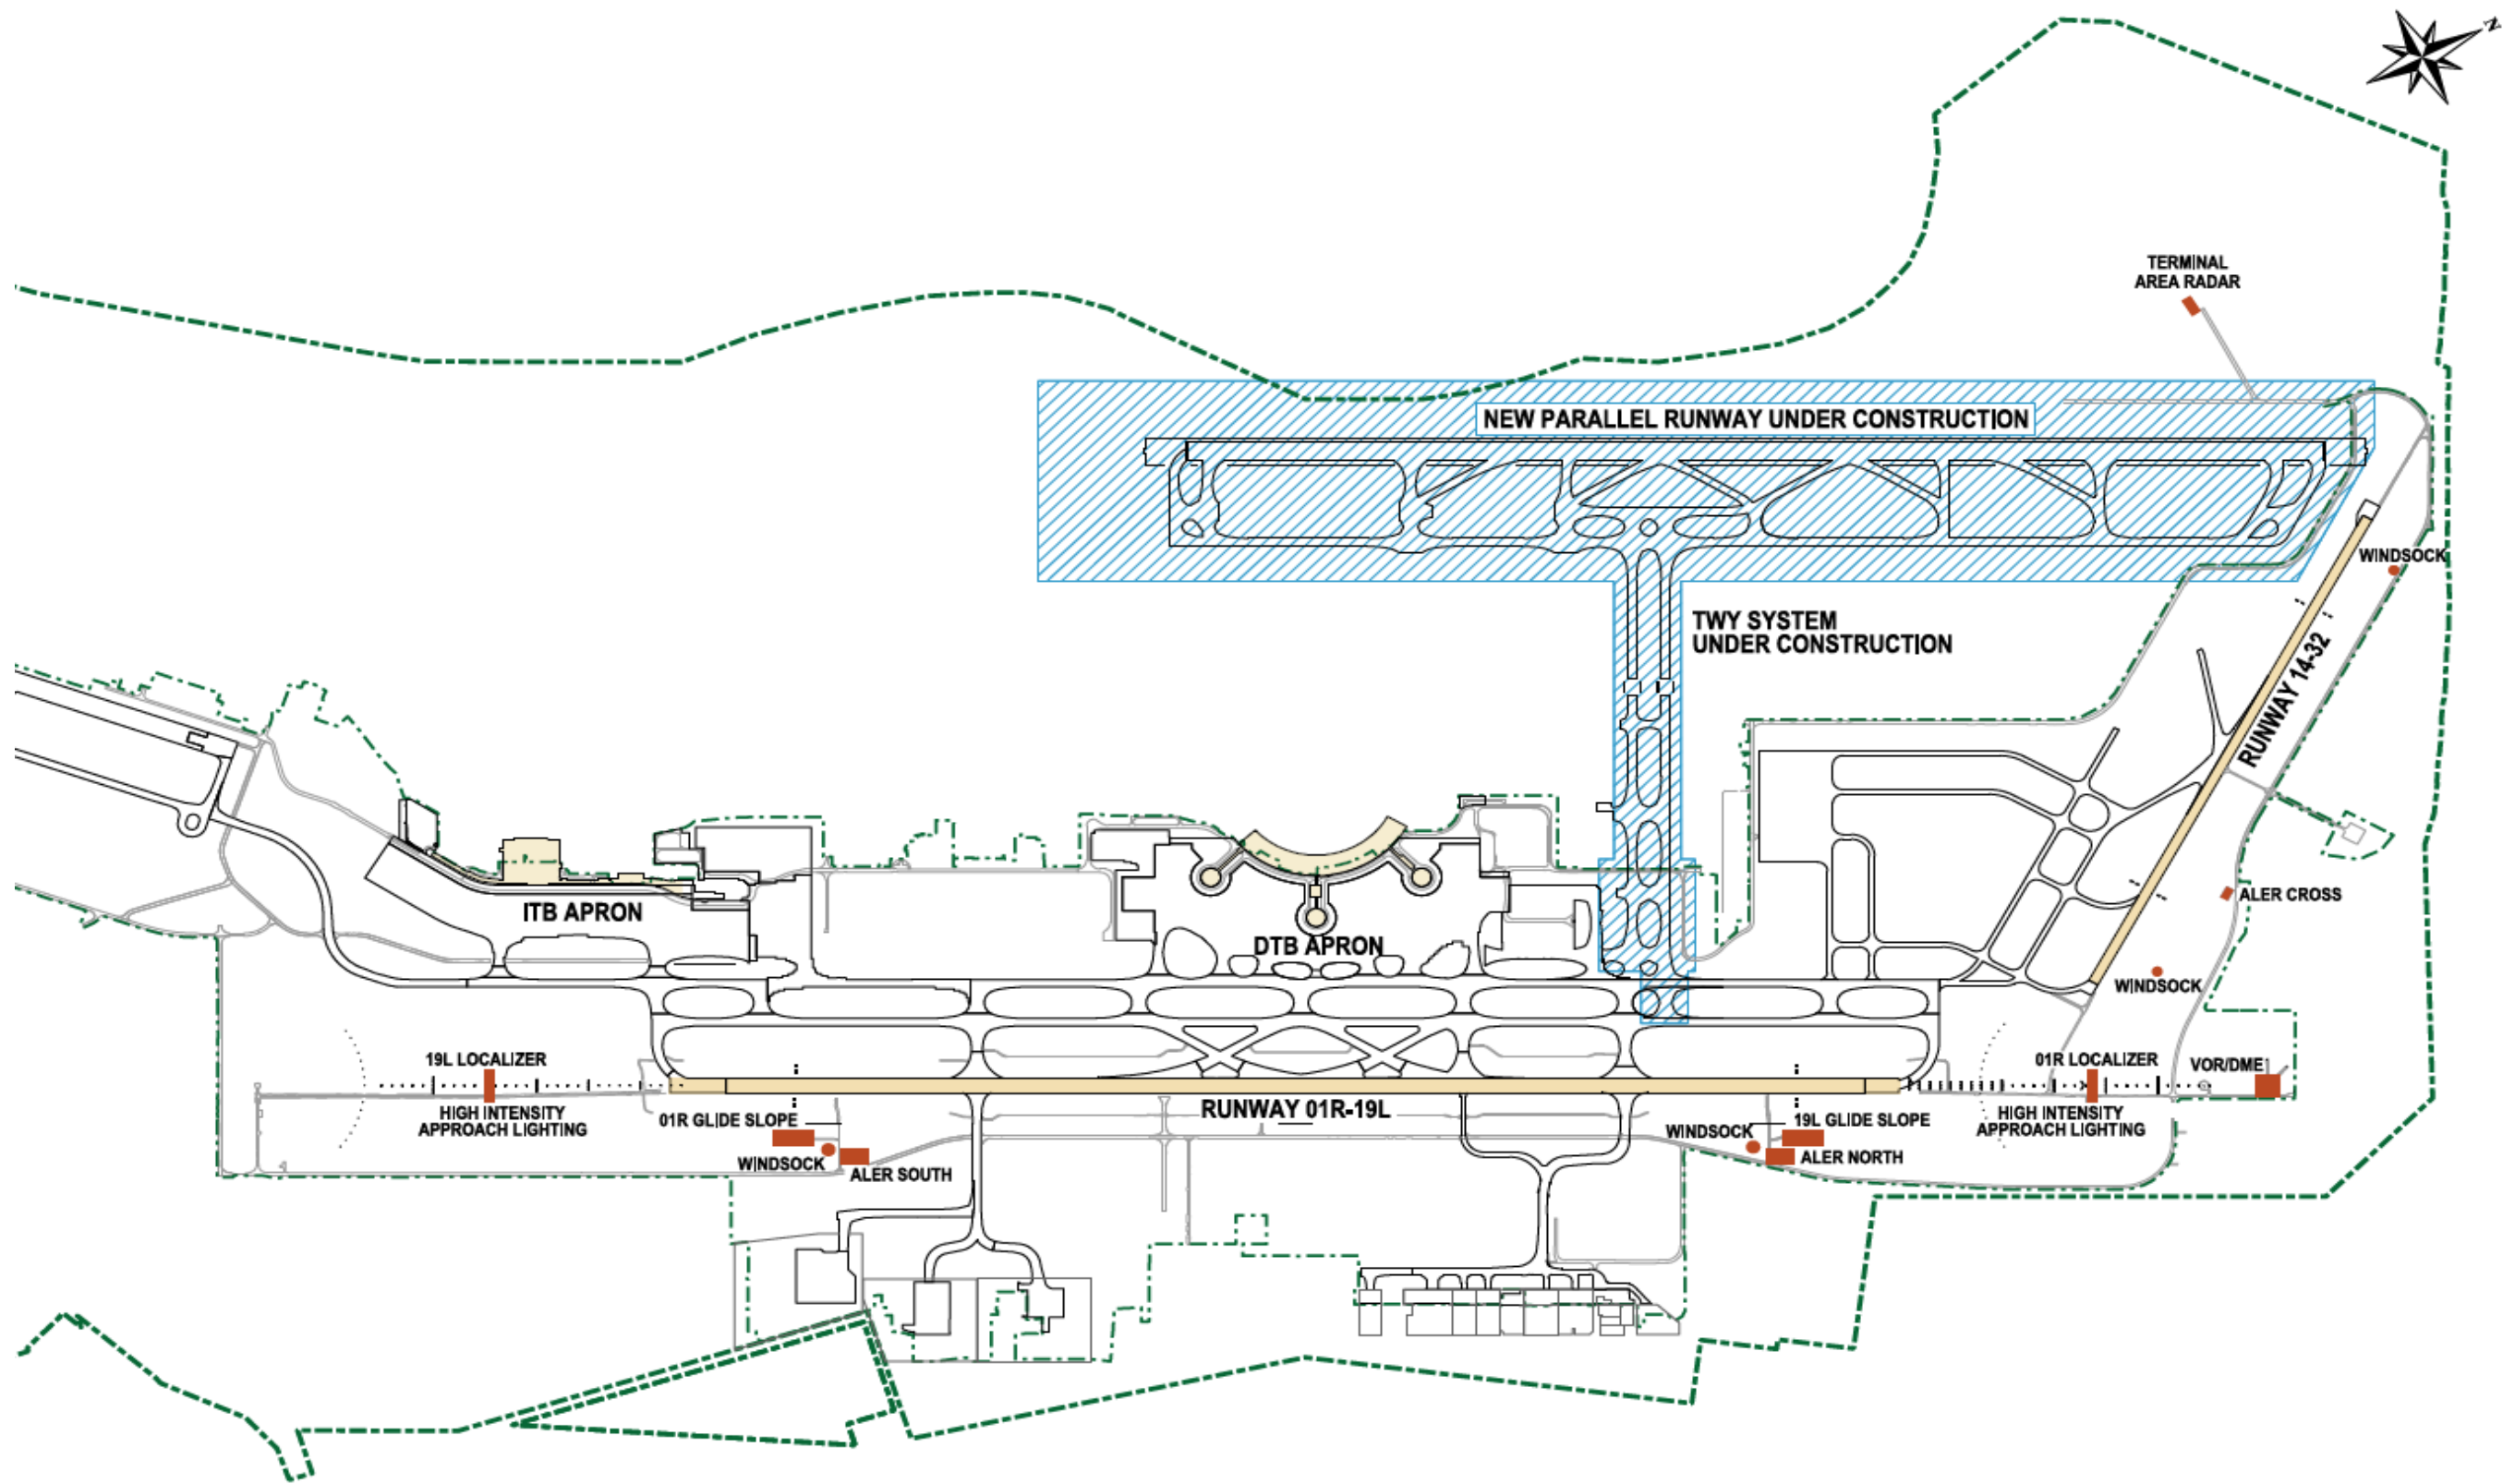 N
TERMINAL
AREA RADAR
NEW PARALLEL RUNWAY UNDER CONSTRUCTION
WINDSOCK
TWY SYSTEM
UNDER CONSTRUCTION
RUNWAY 14-32
ALER CROSS
ITB APRON
DTB APRON
WINDSOCK
19L LOCALIZER
01R LOCALIZER
VOR/DME
HIGH INTENSITY
APPROACH LIGHTING
01R GLIDE SLOPE
RUNWAY 01R-19L
19L GLIDE SLOPE
HIGH INTENSITY
APPROACH LIGHTING
WINDSOCK
ALER SOUTH
WINDSOCK
ALER NORTH